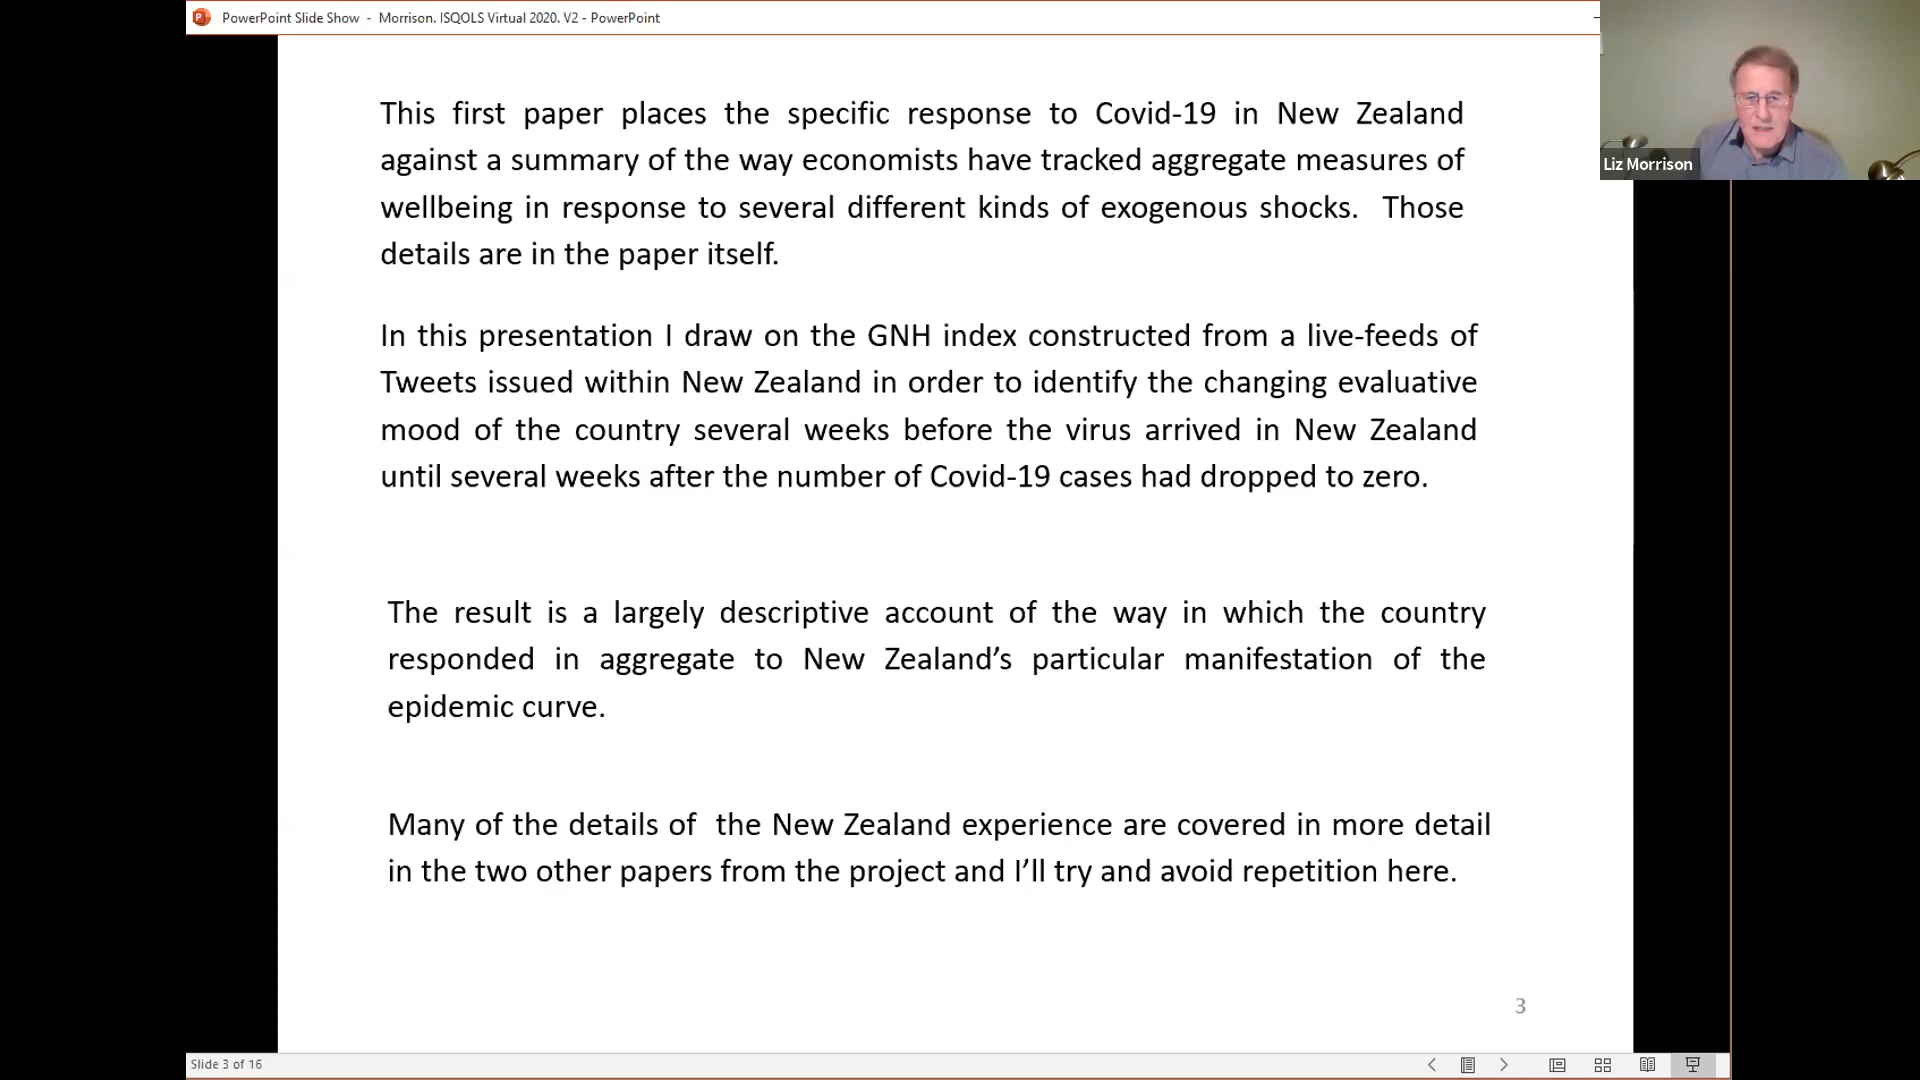 PowerPoint Slide Show - Morrison. ISQOLS Virtual 2020. V2 - PowerPoint
Liz Morrison
This first paper places the specific response to Covid-19 in New Zealand
against a summary of the way economists have tracked aggregate measures of
wellbeing in response to several different kinds of exogenous shocks. Those
details are in the paper itself.
In this presentation I draw on the GNH index constructed from a live-feeds of
Tweets issued within New Zealand in order to identify the changing evaluative
mood of the country several weeks before the virus arrived in New Zealand
until several weeks after the number of Covid-19 cases had dropped to zero.
The result is a largely descriptive account of the way in which the country
responded in aggregate to New Zealand’s particular manifestation of the
epidemic curve.
Many of the details of the New Zealand experience are covered in more detail
in the two other papers from the project and I’ll try and avoid repetition here.
3
Slide 3 of 16